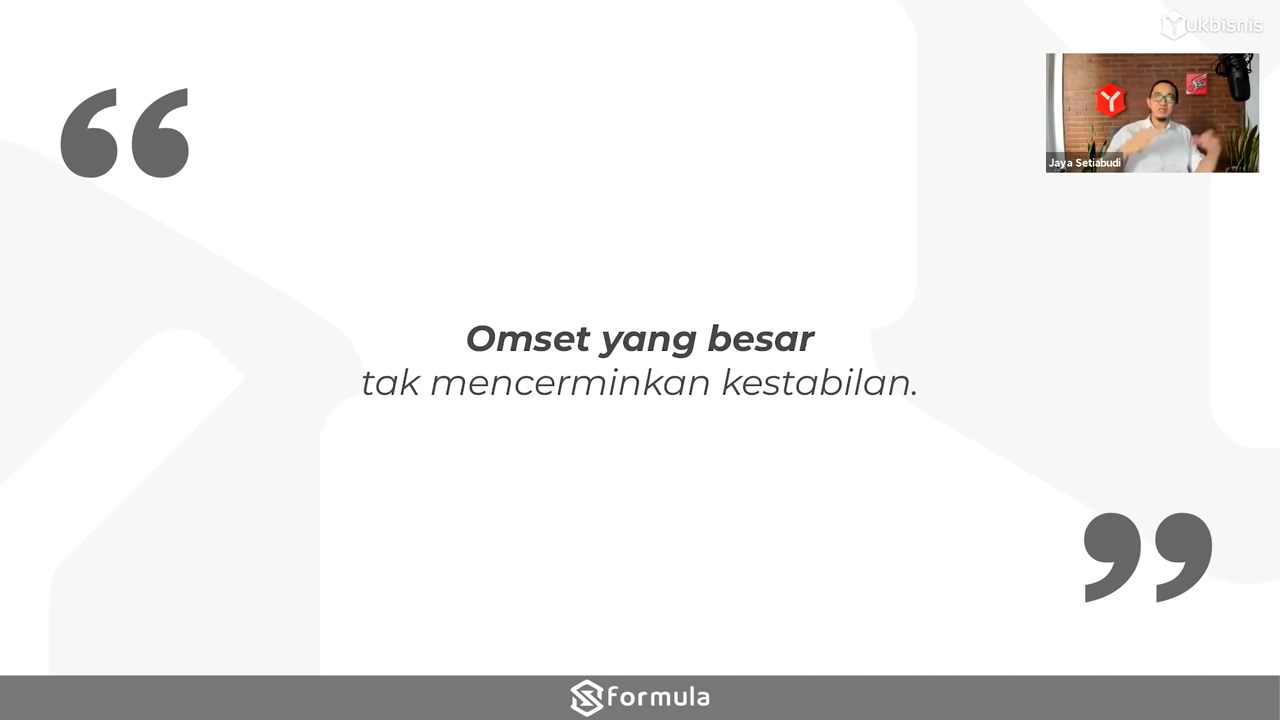 Yukbisnis
Jaya Setiabudi
“
Omset yang besar
tak mencerminkan kestabilan.
”
formula